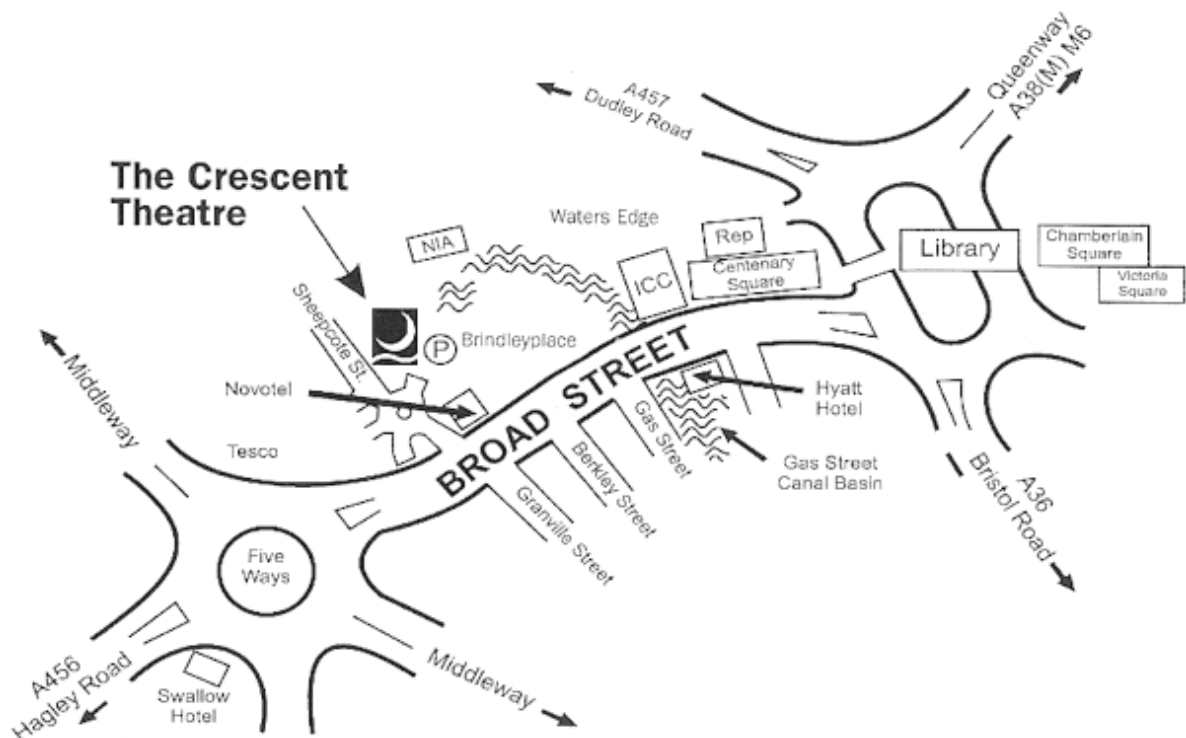 Queenway
A38(M) M6
A457
Dudley Road
The Crescent
Theatre
Waters Edge
NIA
Rep
Library
Chamberlain
Square
Victoria
Square
ICC
Centenary
Square
Sheepcote St.
P
Brindleyplace
Middleway
Novotel
BROAD STREET
Hyatt
Hotel
Tesco
Gas Street
Berkley Street
Granville Street
Gas Street
Canal Basin
A36
Bristol Road
Five
Ways
A456
Hagley Road
Swallow
Hotel
Middleway